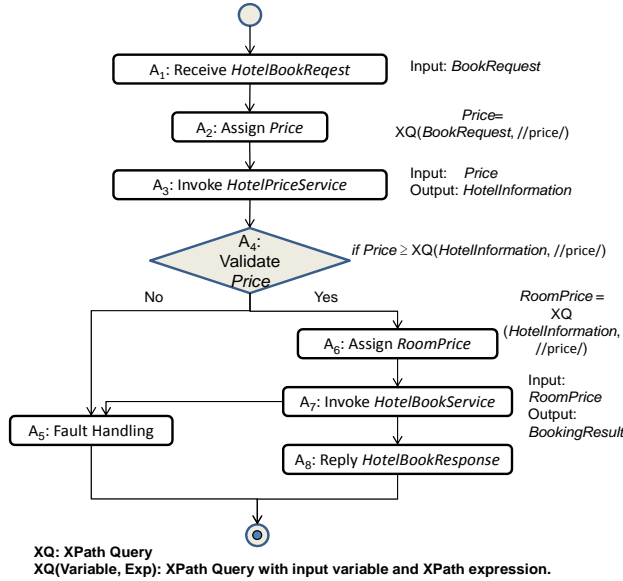 A1: Receive HotelBookReqest
Input: BookRequest
A2: Assign Price
Price=
XQ(BookRequest, //price/)
A3: Invoke HotelPriceService
Input: Price
Output: HotelInformation
A4:
Validate
Price
if Price ≥ XQ(HotelInformation, //price/)
No
Yes
RoomPrice =
XQ
(HotelInformation,
//price/)
A6: Assign RoomPrice
A7: Invoke HotelBookService
Input:
RoomPrice
Output:
BookingResult
A5: Fault Handling
A8: Reply HotelBookResponse
XQ: XPath Query
XQ(Variable, Exp): XPath Query with input variable and XPath expression.